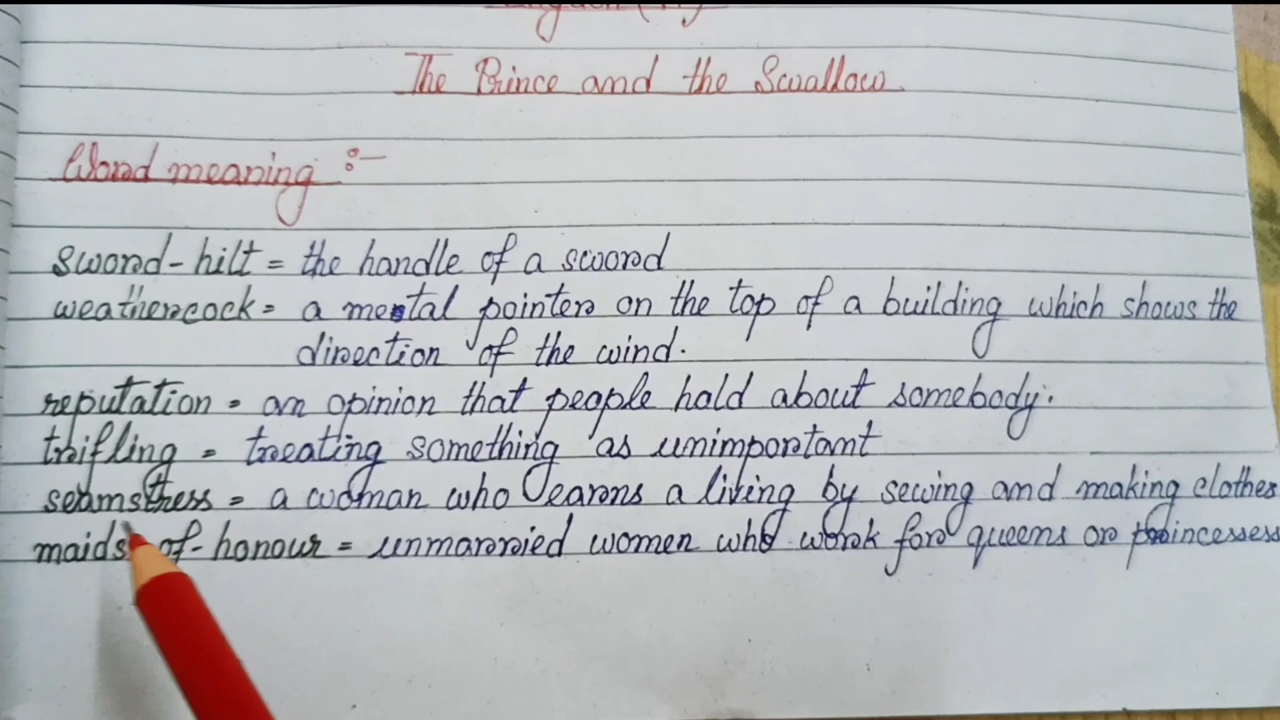 The Prince and the Swallow.
Word meaning :-
sword-hilt = the handle of a sword
weathercock = a metal pointer on the top of a building which shows the
direction of the wind.
reputation = an opinion that people hold about somebody.
trifling = treating something as unimportant
seamstress = a woman who earns a living by sewing and making clothes
maids-of-honour = unmarried women who work for queens or princesses